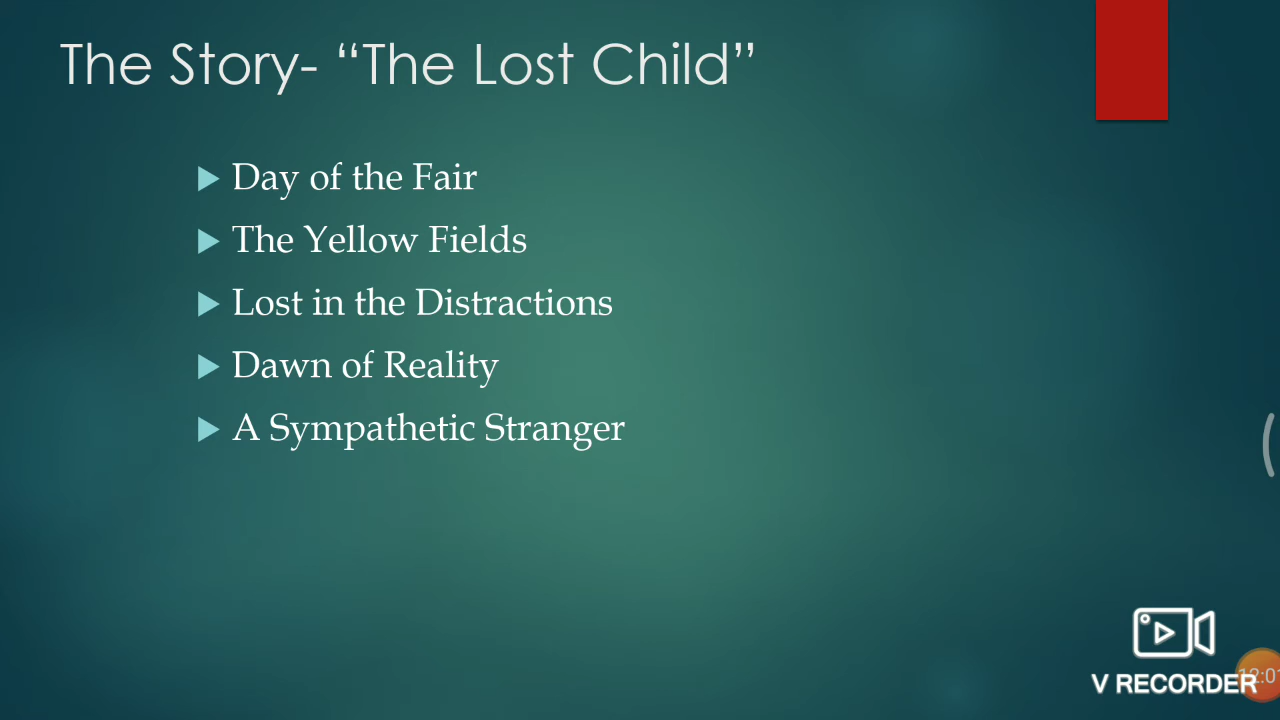 The Story- “The Lost Child”
Day of the Fair
The Yellow Fields
Lost in the Distractions
Dawn of Reality
A Sympathetic Stranger
V RECORDER